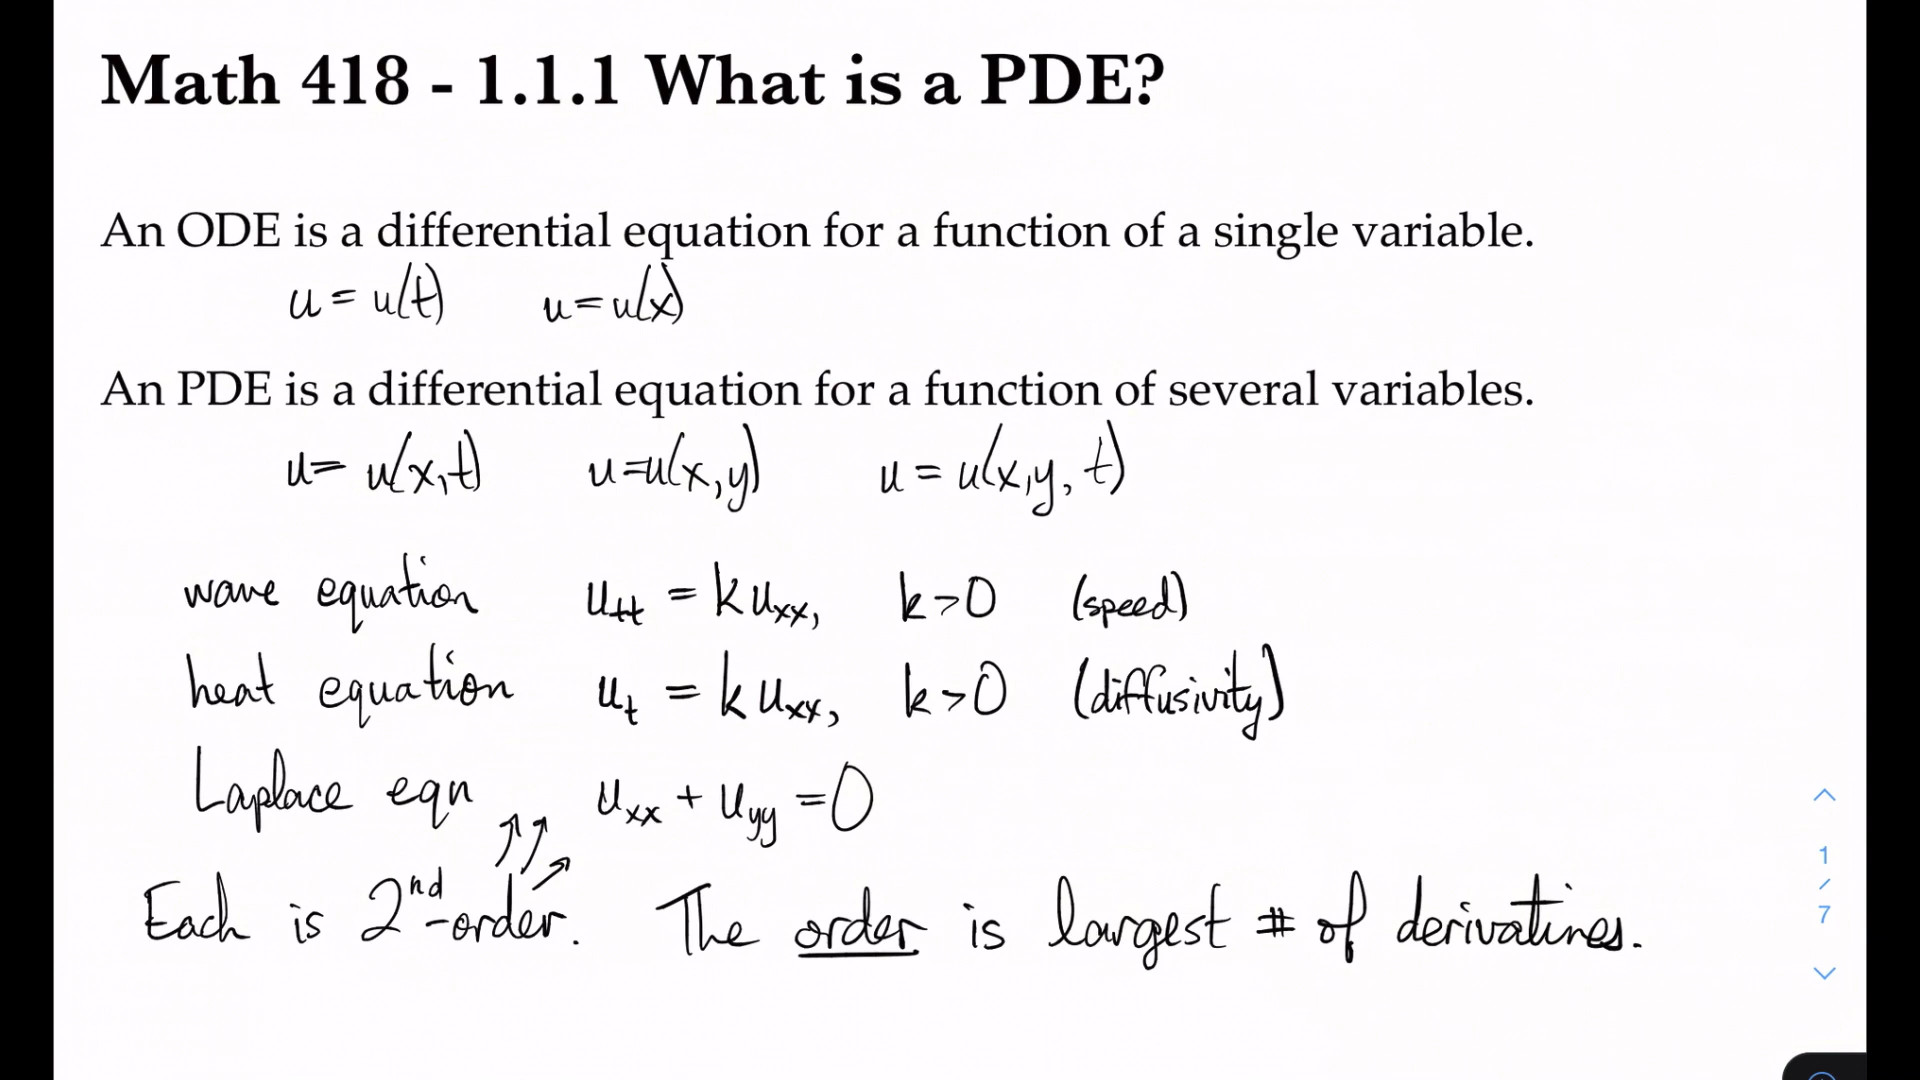 Math 418 - 1.1.1 What is a PDE?
An ODE is a differential equation for a function of a single variable.
u = u(t) u = u(x)
An PDE is a differential equation for a function of several variables.
u = u(x,t) u = u(x,y) u = u(x,y,t)
wave equation u_tt = k u_xx, k>0 (speed)
heat equation u_t = k u_xx, k>0 (diffusivity)
Laplace eqn u_xx + u_yy = 0
Each is 2nd-order. The order is largest # of derivatives.
1
/
7